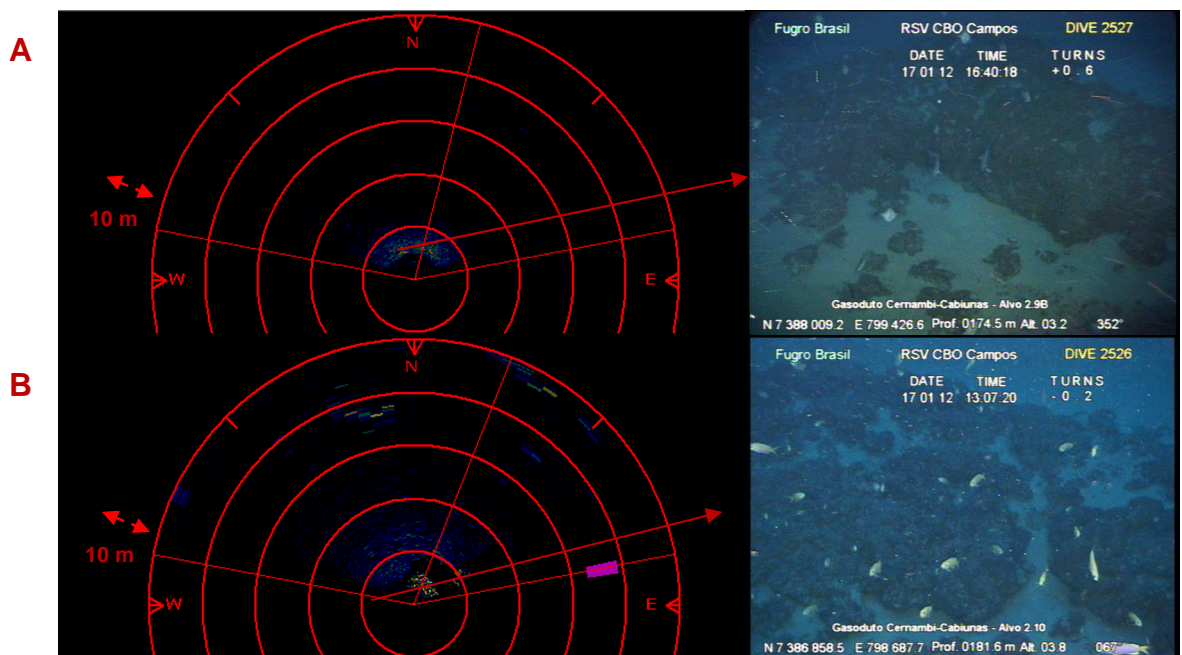 A
N
W
E
10 m
Fugro Brasil RSV CBO Campos DIVE 2527
DATE TIME TURNS
17 01 12 16:40:18 +0.6
Gasoduto Cernambi-Cabiunas - Alvo 2.9B
N 7 388 009.2 E 799 426.6 Prof. 0174.5 m Alt. 03.2 352°
B
N
W
E
10 m
Fugro Brasil RSV CBO Campos DIVE 2526
DATE TIME TURNS
17 01 12 13:07:20 - 0 2
Gasoduto Cernambi-Cabiunas - Alvo 2.10
N 7 386 858.5 E 798 687.7 Prof. 0181.6 m Alt. 03 8 067